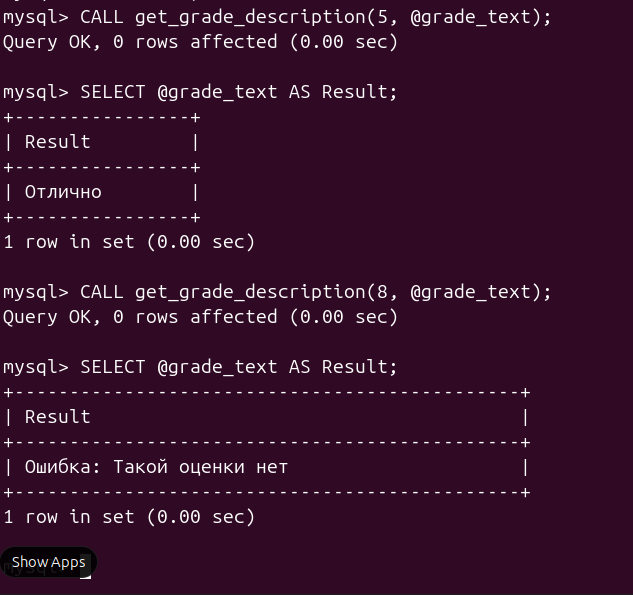 mysql> CALL get_grade_description(5, @grade_text);
Query OK, 0 rows affected (0.00 sec)
mysql> SELECT @grade_text AS Result;
+----------------+
| Result         |
+----------------+
| Отлично        |
+----------------+
1 row in set (0.00 sec)
mysql> CALL get_grade_description(8, @grade_text);
Query OK, 0 rows affected (0.00 sec)
mysql> SELECT @grade_text AS Result;
+----------------------------------------------+
| Result                                       |
+----------------------------------------------+
| Ошибка: Такой оценки нет                     |
+----------------------------------------------+
1 row in set (0.00 sec)
Show Apps